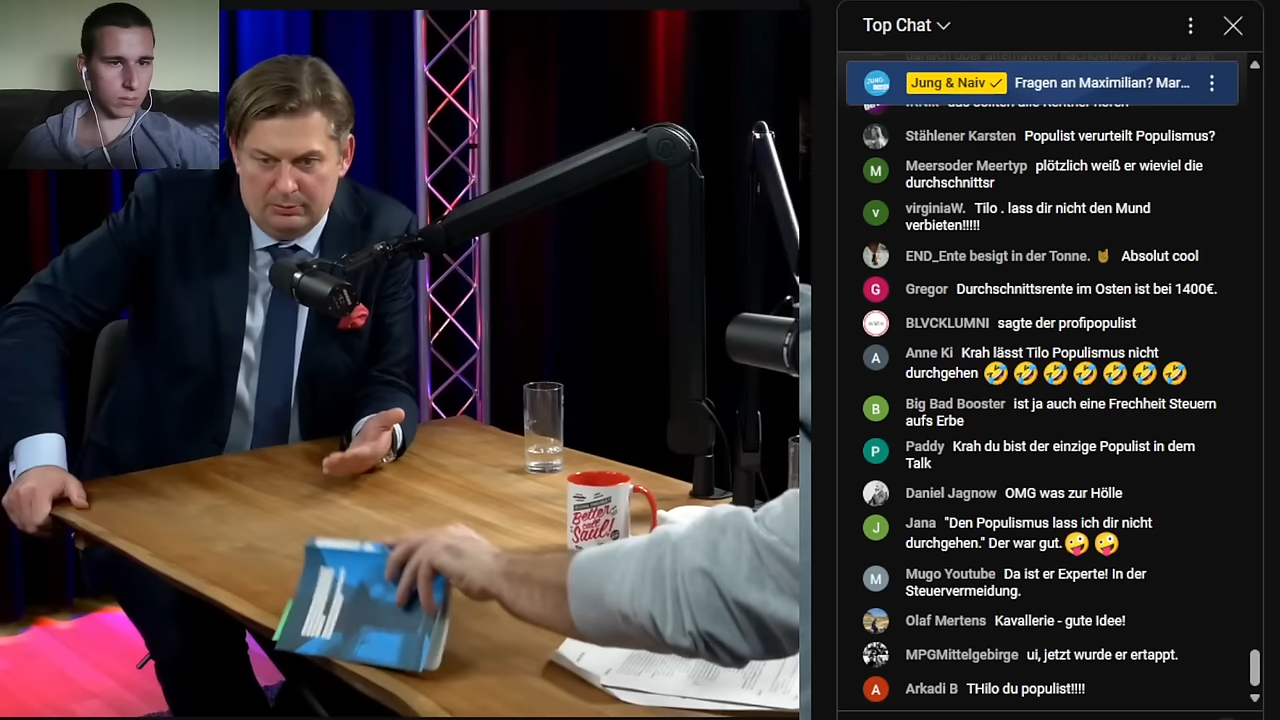 Top Chat
Jung & Naiv Fragen an Maximilian? Mar...
Stählener Karsten Populist verurteilt Populismus?
Meersoder Meertyp plötzlich weiß er wieviel die
durchschnittsr
virginiaW. Tilo . lass dir nicht den Mund
verbieten!!!!!
END_Ente besigt in der Tonne. 🤘 Absolut cool
Gregor Durchschnittsrente im Osten ist bei 1400€.
BLVCKLUMNI sagte der profipopulist
Anne Ki Krah lässt Tilo Populismus nicht
durchgehen 🤣🤣🤣🤣🤣🤣🤣
Big Bad Booster ist ja auch eine Frechheit Steuern
aufs Erbe
Paddy Krah du bist der einzige Populist in dem
Talk
Daniel Jagnow OMG was zur Hölle
Jana "Den Populismus lass ich dir nicht
durchgehen." Der war gut.🤪🤪
Mugo Youtube Da ist er Experte! In der
Steuervermeidung.
Olaf Mertens Kavallerie - gute Idee!
MPGMittelgebirge ui, jetzt wurde er ertappt.
Arkadi B THilo du populist!!!!
Better
Call
Saul!